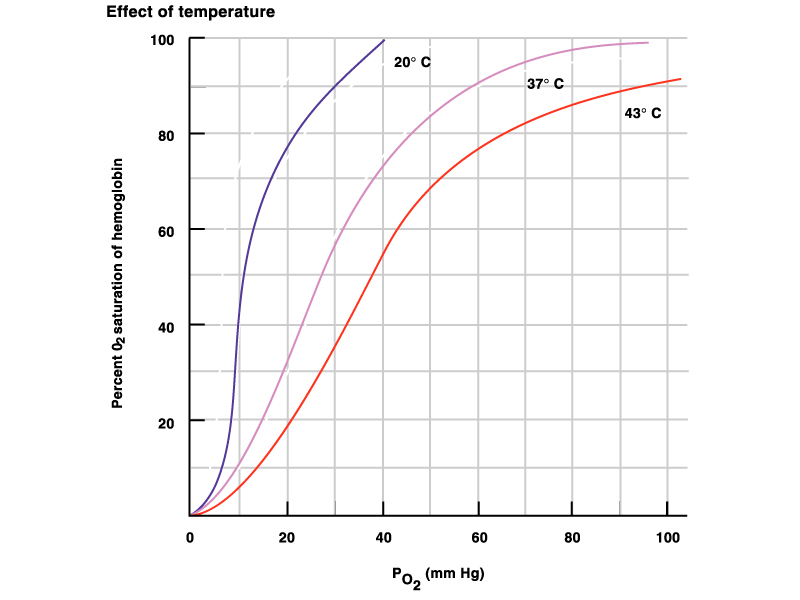 Effect of temperature
100
80
60
40
20
Percent O2 saturation of hemoglobin
20° C
37° C
43° C
0 20 40 60 80 100
PO2 (mm Hg)